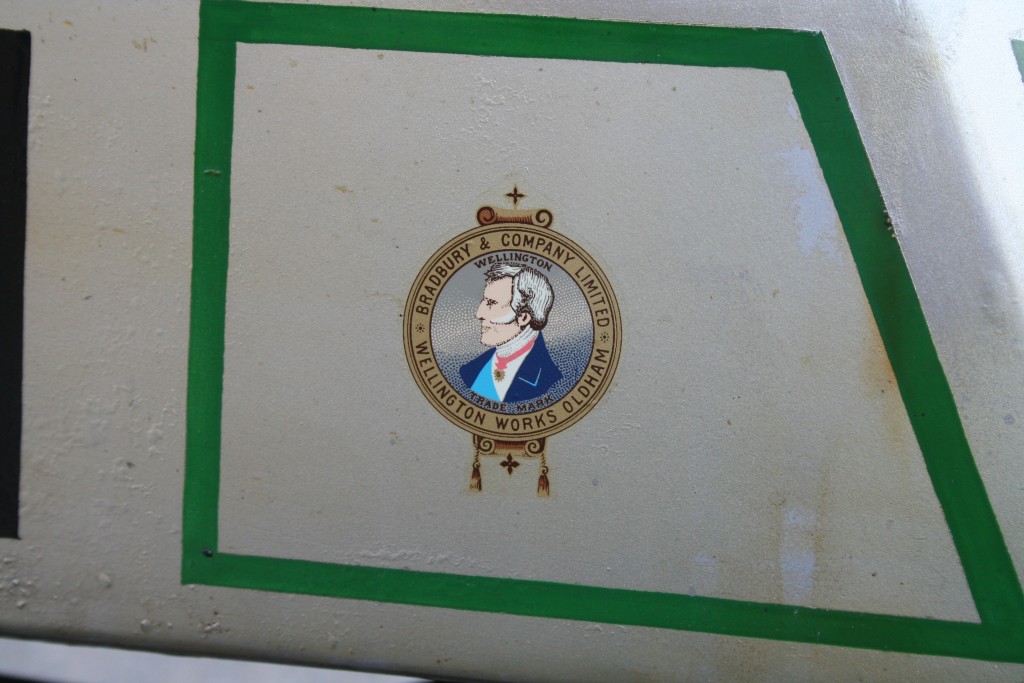 BRADBURY & COMPANY LIMITED
WELLINGTON
TRADE MARK
WELLINGTON WORKS OLDHAM